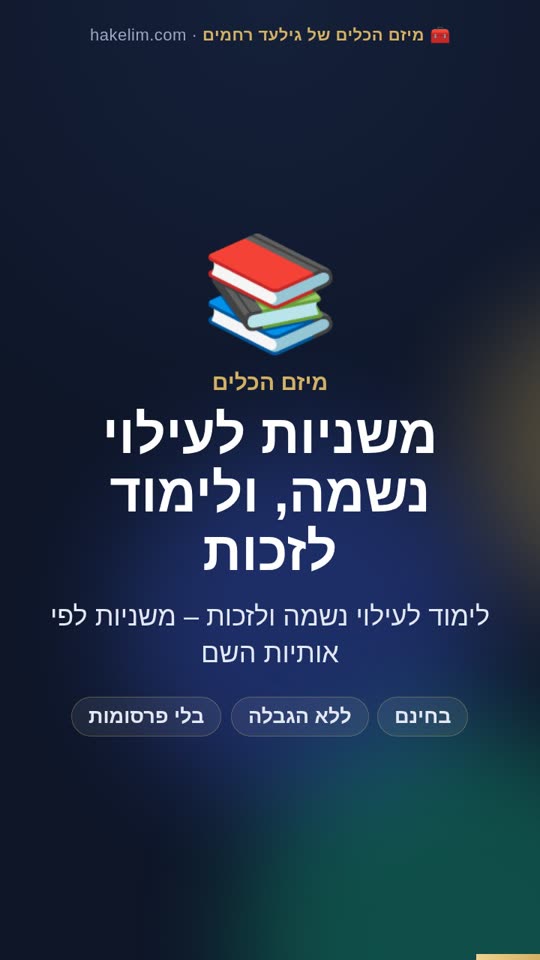 🧰 מיזם הכלים של גילעד רחמים · hakelim.com
מיזם הכלים
משניות לעילוי
נשמה, ולימוד
לזכות
לימוד לעילוי נשמה ולזכות – משניות לפי
אותיות השם
בחינם
ללא הגבלה
בלי פרסומות